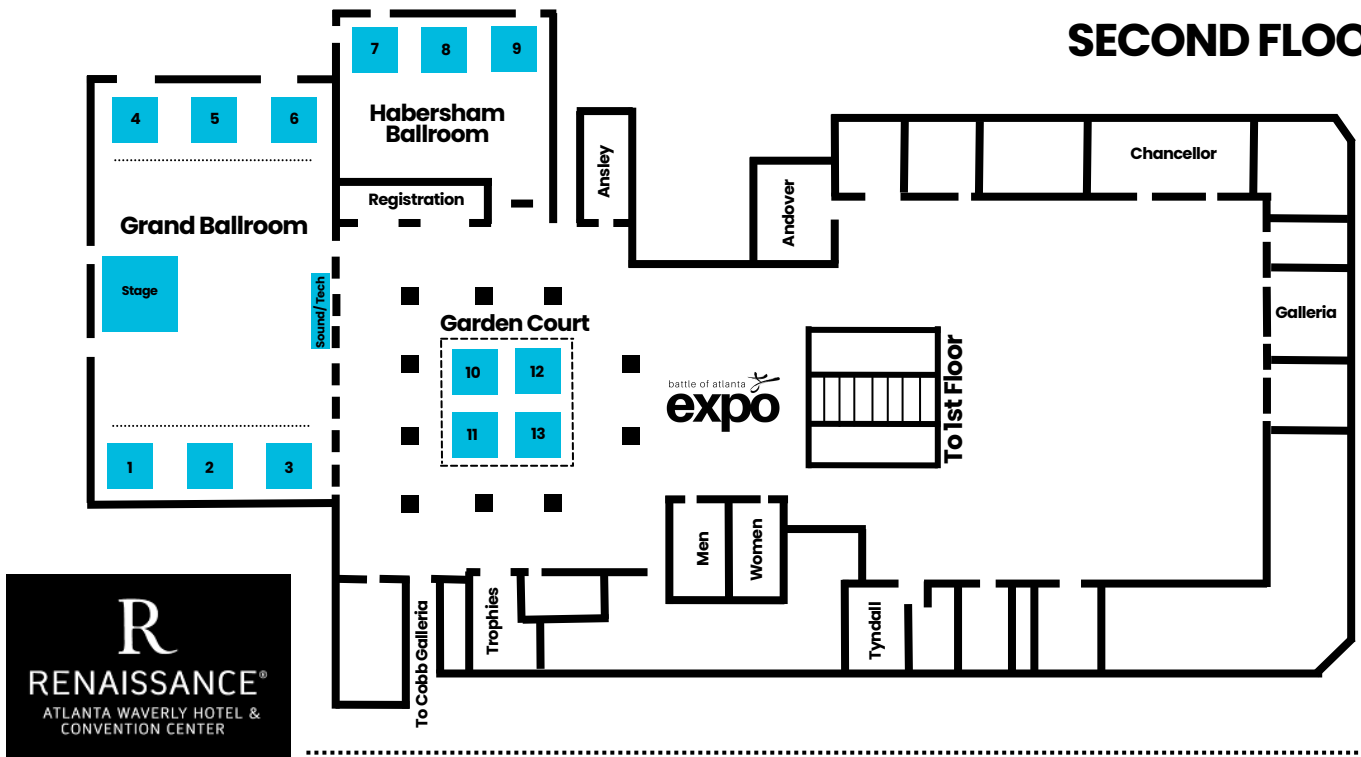 SECOND FLOO
7
8
9
Habersham
Ballroom
4
5
6
Ansley
Chancellor
Registration
Andover
Grand Ballroom
Stage
Sound/Tech
Garden Court
Galleria
10
12
11
13
battle of atlanta
expo
To 1st Floor
1
2
3
Men
Women
To Cobb Galleria
Trophies
Tyndall
R
RENAISSANCE®
ATLANTA WAVERLY HOTEL &
CONVENTION CENTER